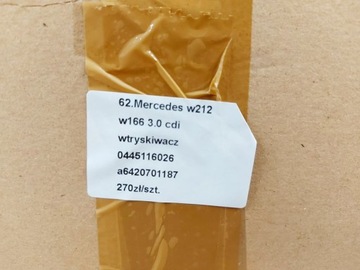 62.Mercedes w212
w166 3.0 cdi
wtryskiwacz
0445116026
a6420701187
270zł/szt.